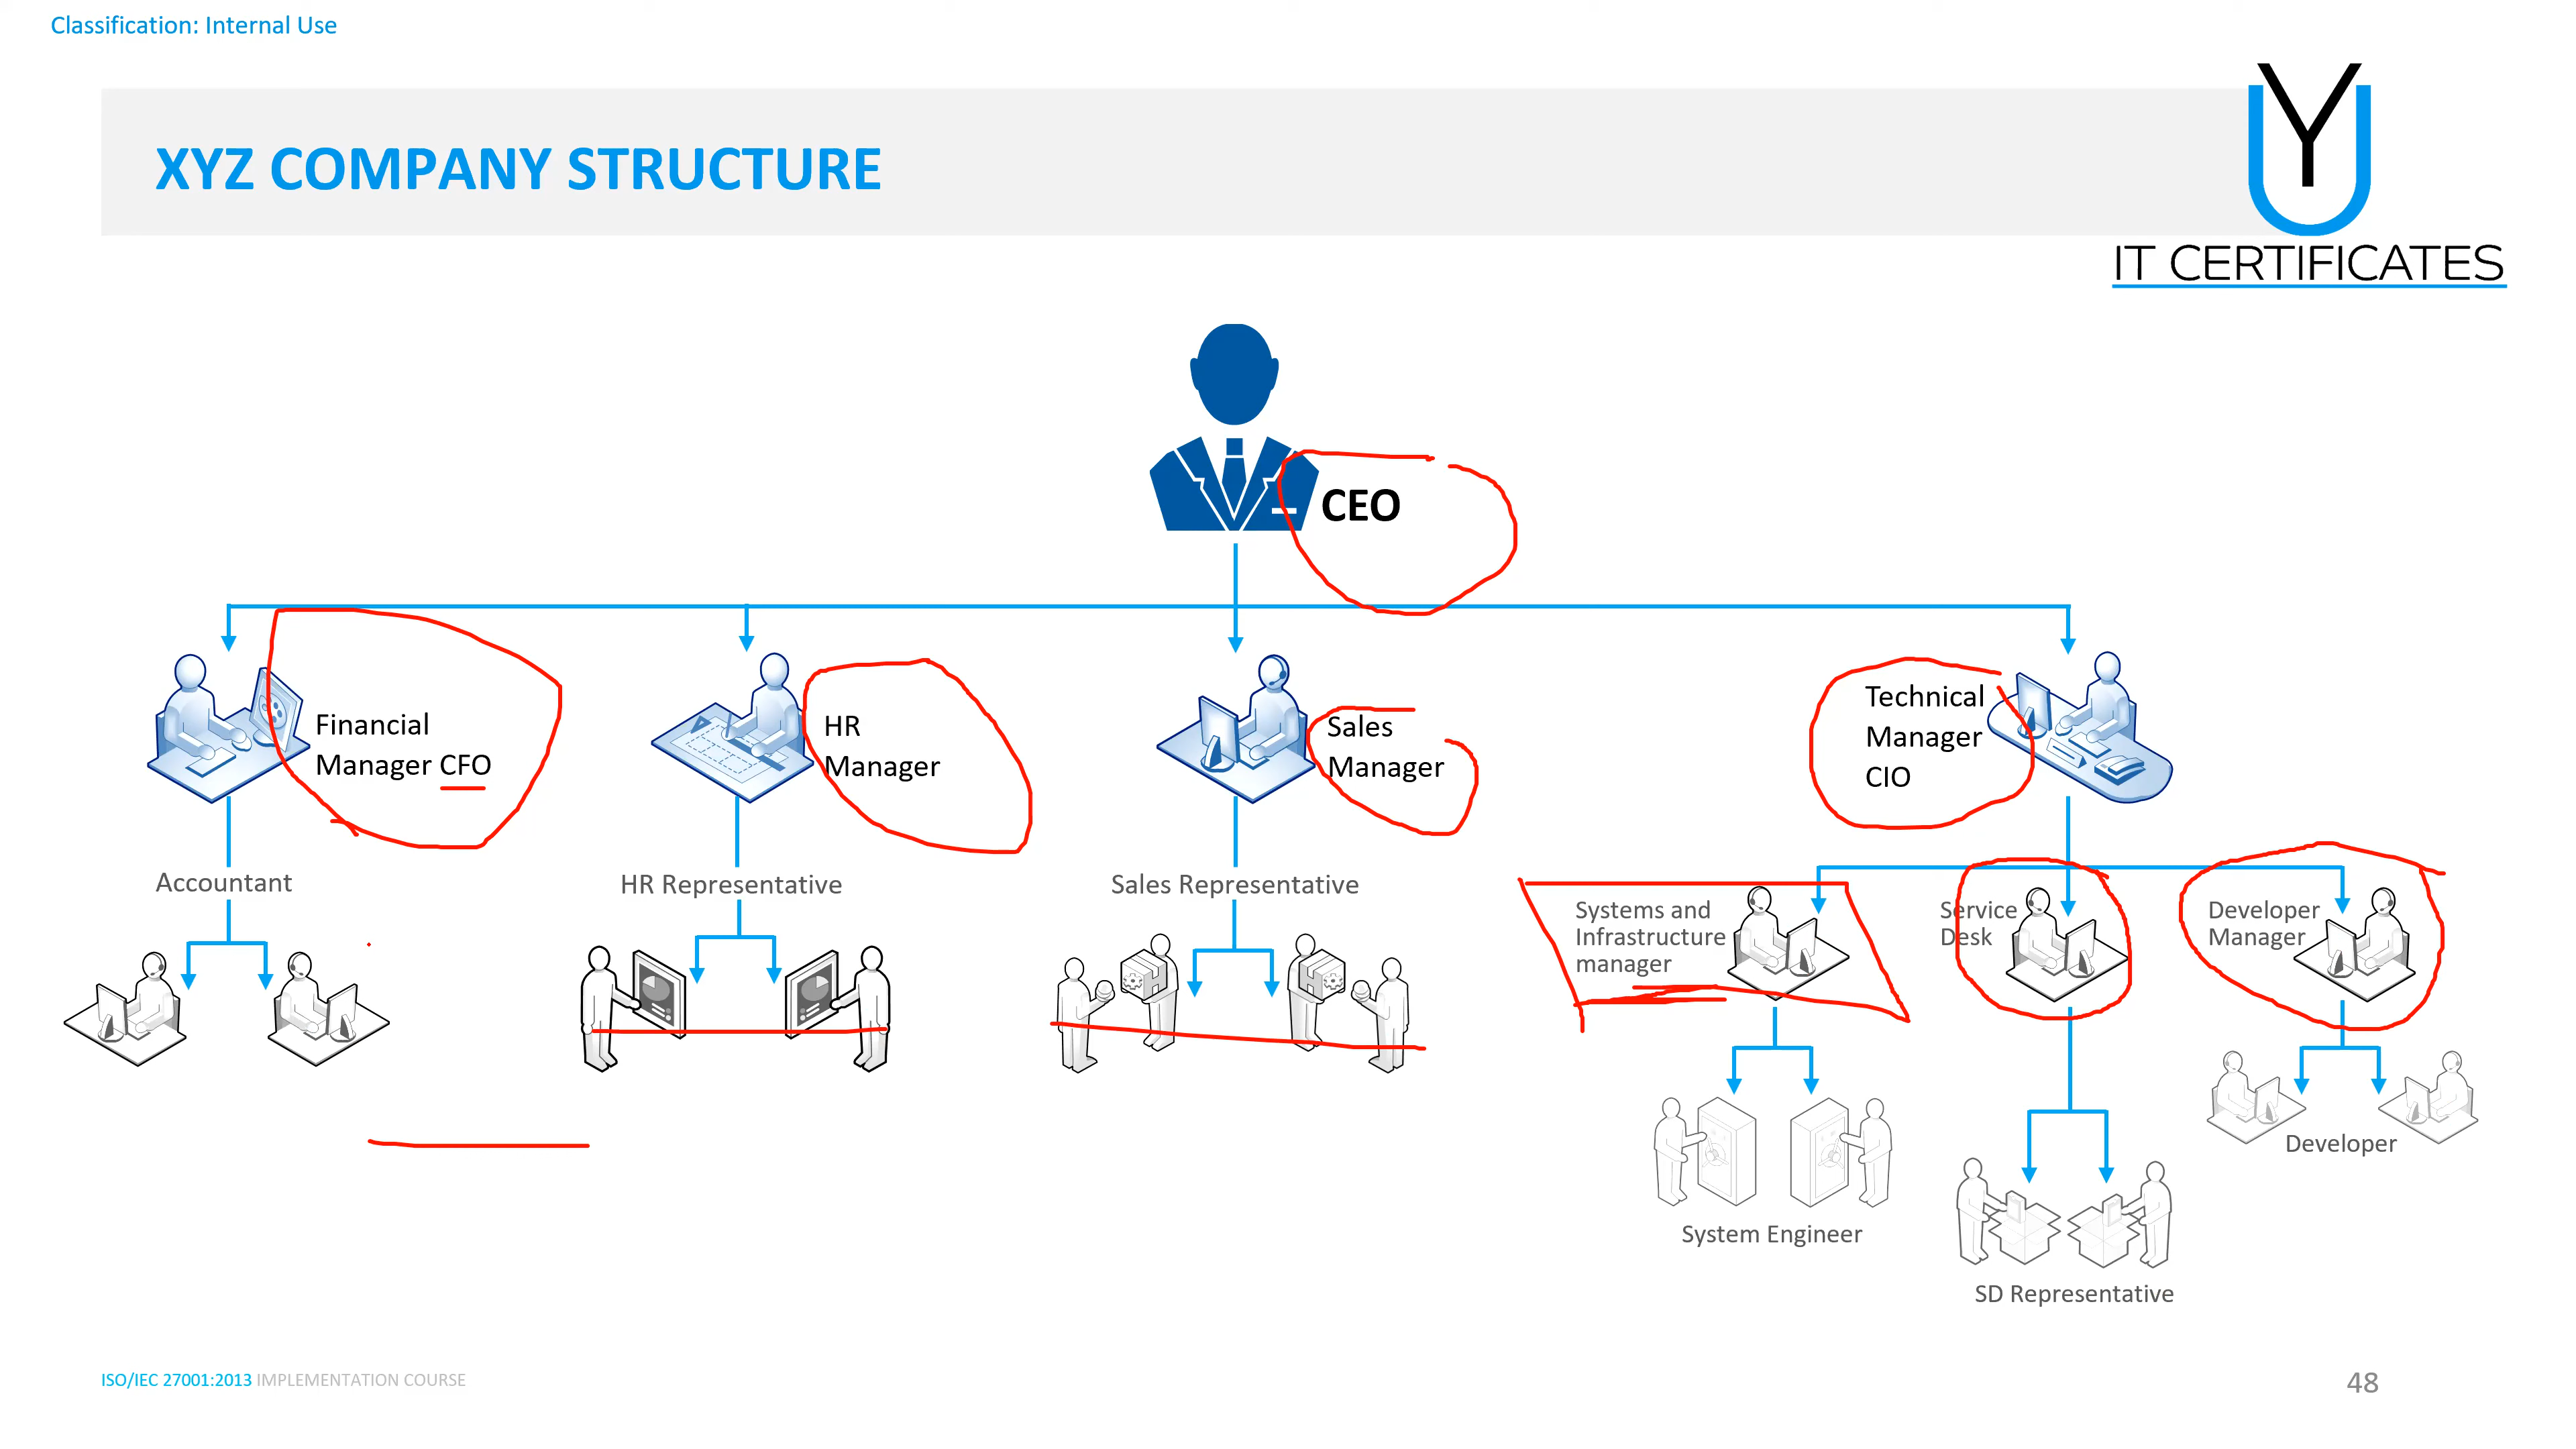 Classification: Internal Use
XYZ COMPANY STRUCTURE
Y
U
IT CERTIFICATES
CEO
Financial
Manager CFO
HR
Manager
Sales
Manager
Technical
Manager
CIO
Accountant
HR Representative
Sales Representative
Systems and
Infrastructure
manager
Service
Desk
Developer
Manager
System Engineer
SD Representative
Developer
ISO/IEC 27001:2013 IMPLEMENTATION COURSE
48